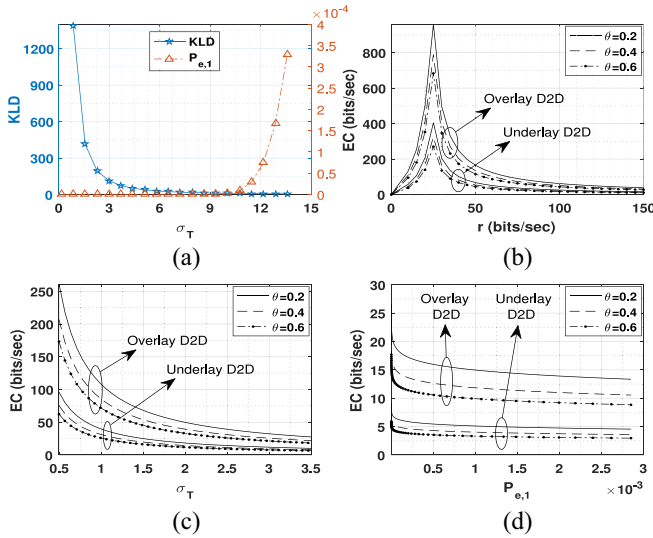 ×10⁻⁴
KLD
P_e,1
KLD
1200
900
600
300
0
4
3.5
3
2.5
2
1.5
1
0.5
0
0 3 6 9 12 15
σ_T
(a)
EC (bits/sec)
800
600
400
200
0
θ=0.2
θ=0.4
θ=0.6
Overlay D2D
Underlay D2D
0 50 100 150
r (bits/sec)
(b)
EC (bits/sec)
250
200
150
100
50
0
θ=0.2
θ=0.4
θ=0.6
Overlay D2D
Underlay D2D
0.5 1 1.5 2 2.5 3 3.5
σ_T
(c)
EC (bits/sec)
30
25
20
15
10
5
0
Overlay
D2D
Underlay
D2D
θ=0.2
θ=0.4
θ=0.6
0.5 1 1.5 2 2.5 3
P_e,1
×10⁻³
(d)